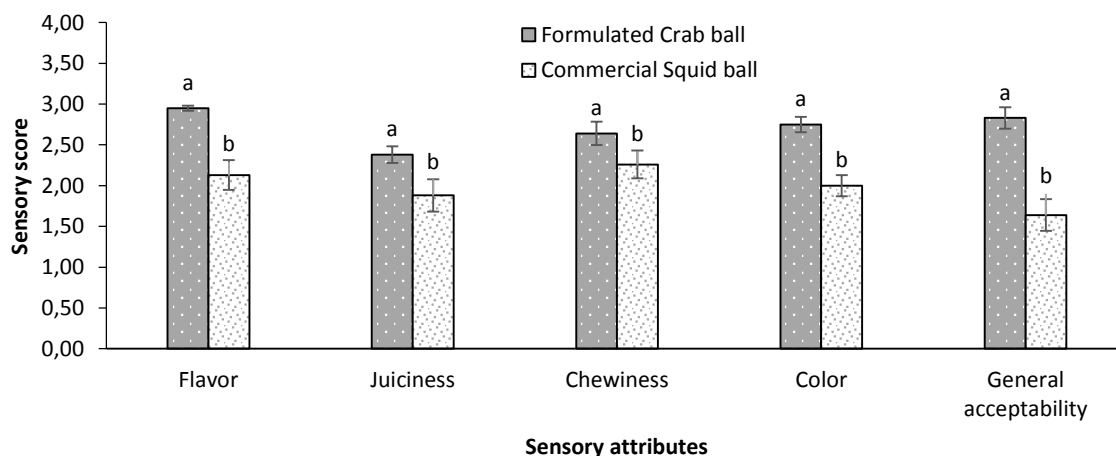 4,00
3,50
3,00
2,50
2,00
1,50
1,00
0,50
0,00
Sensory score
Formulated Crab ball
Commercial Squid ball
a
b
a
b
a
b
a
b
a
b
Flavor
Juiciness
Chewiness
Color
General
acceptability
Sensory attributes